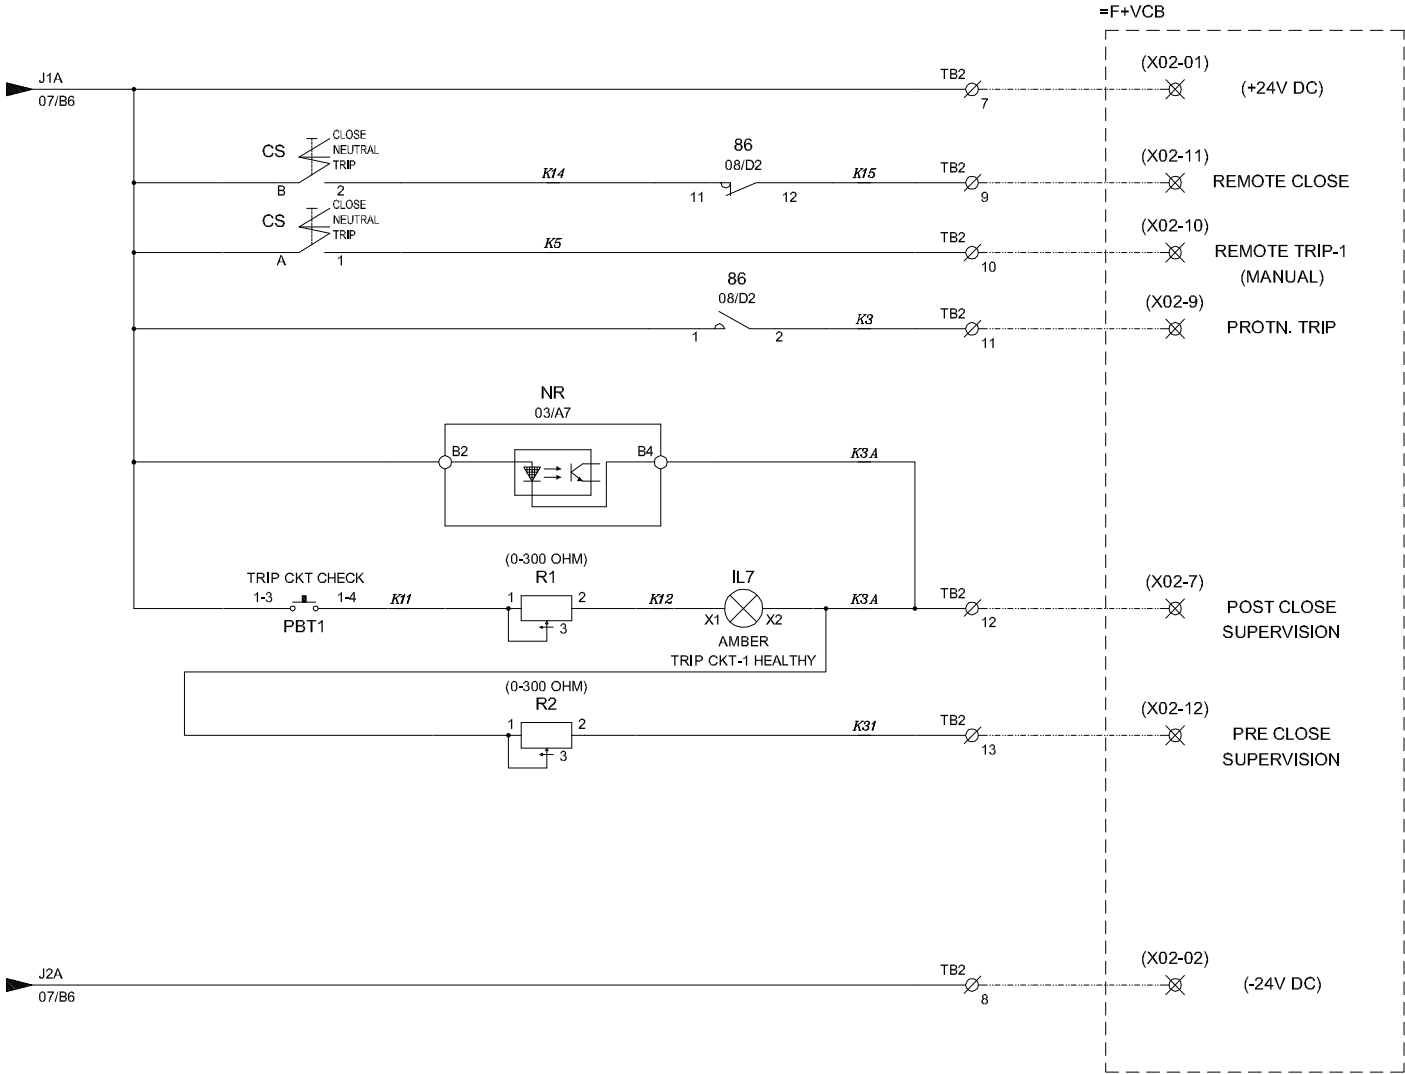 =F+VCB
J1A
07/B6
TB2
7
(X02-01)
(+24V DC)
CS
CLOSE
NEUTRAL
TRIP
B
2
K14
86
08/D2
11
12
K15
TB2
9
(X02-11)
REMOTE CLOSE
CS
CLOSE
NEUTRAL
TRIP
A
1
K5
TB2
10
(X02-10)
REMOTE TRIP-1
(MANUAL)
86
08/D2
1
2
K3
TB2
11
(X02-9)
PROTN. TRIP
NR
03/A7
B2
B4
K3A
TRIP CKT CHECK
1-3
1-4
PBT1
K11
(0-300 OHM)
R1
1
2
3
K12
IL7
X1
X2
AMBER
TRIP CKT-1 HEALTHY
K3A
TB2
12
(X02-7)
POST CLOSE
SUPERVISION
(0-300 OHM)
R2
1
2
3
K31
TB2
13
(X02-12)
PRE CLOSE
SUPERVISION
J2A
07/B6
TB2
8
(X02-02)
(-24V DC)